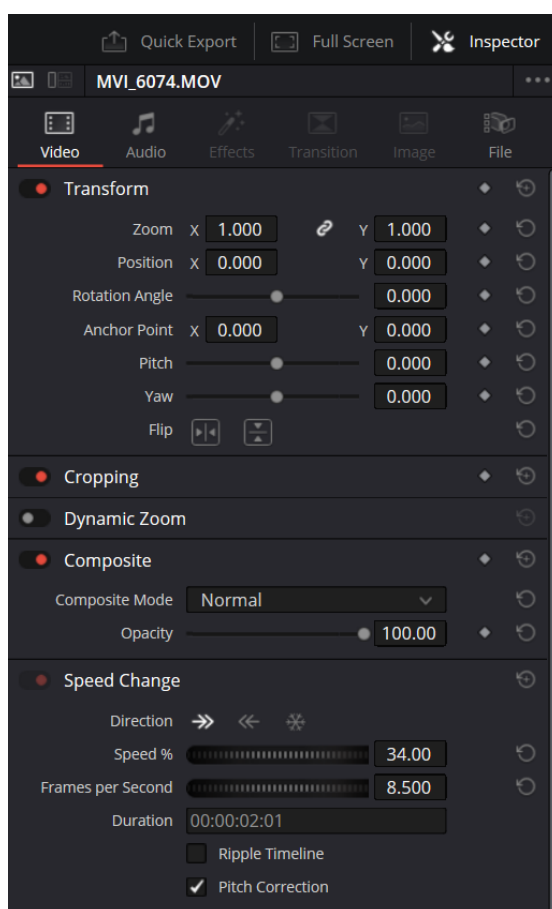 Quick Export Full Screen Inspector
MVI_6074.MOV
Video Audio Effects Transition Image File
Transform
Zoom X 1.000 Y 1.000
Position X 0.000 Y 0.000
Rotation Angle 0.000
Anchor Point X 0.000 Y 0.000
Pitch 0.000
Yaw 0.000
Flip
Cropping
Dynamic Zoom
Composite
Composite Mode Normal
Opacity 100.00
Speed Change
Direction
Speed % 34.00
Frames per Second 8.500
Duration 00:00:02:01
Ripple Timeline
Pitch Correction